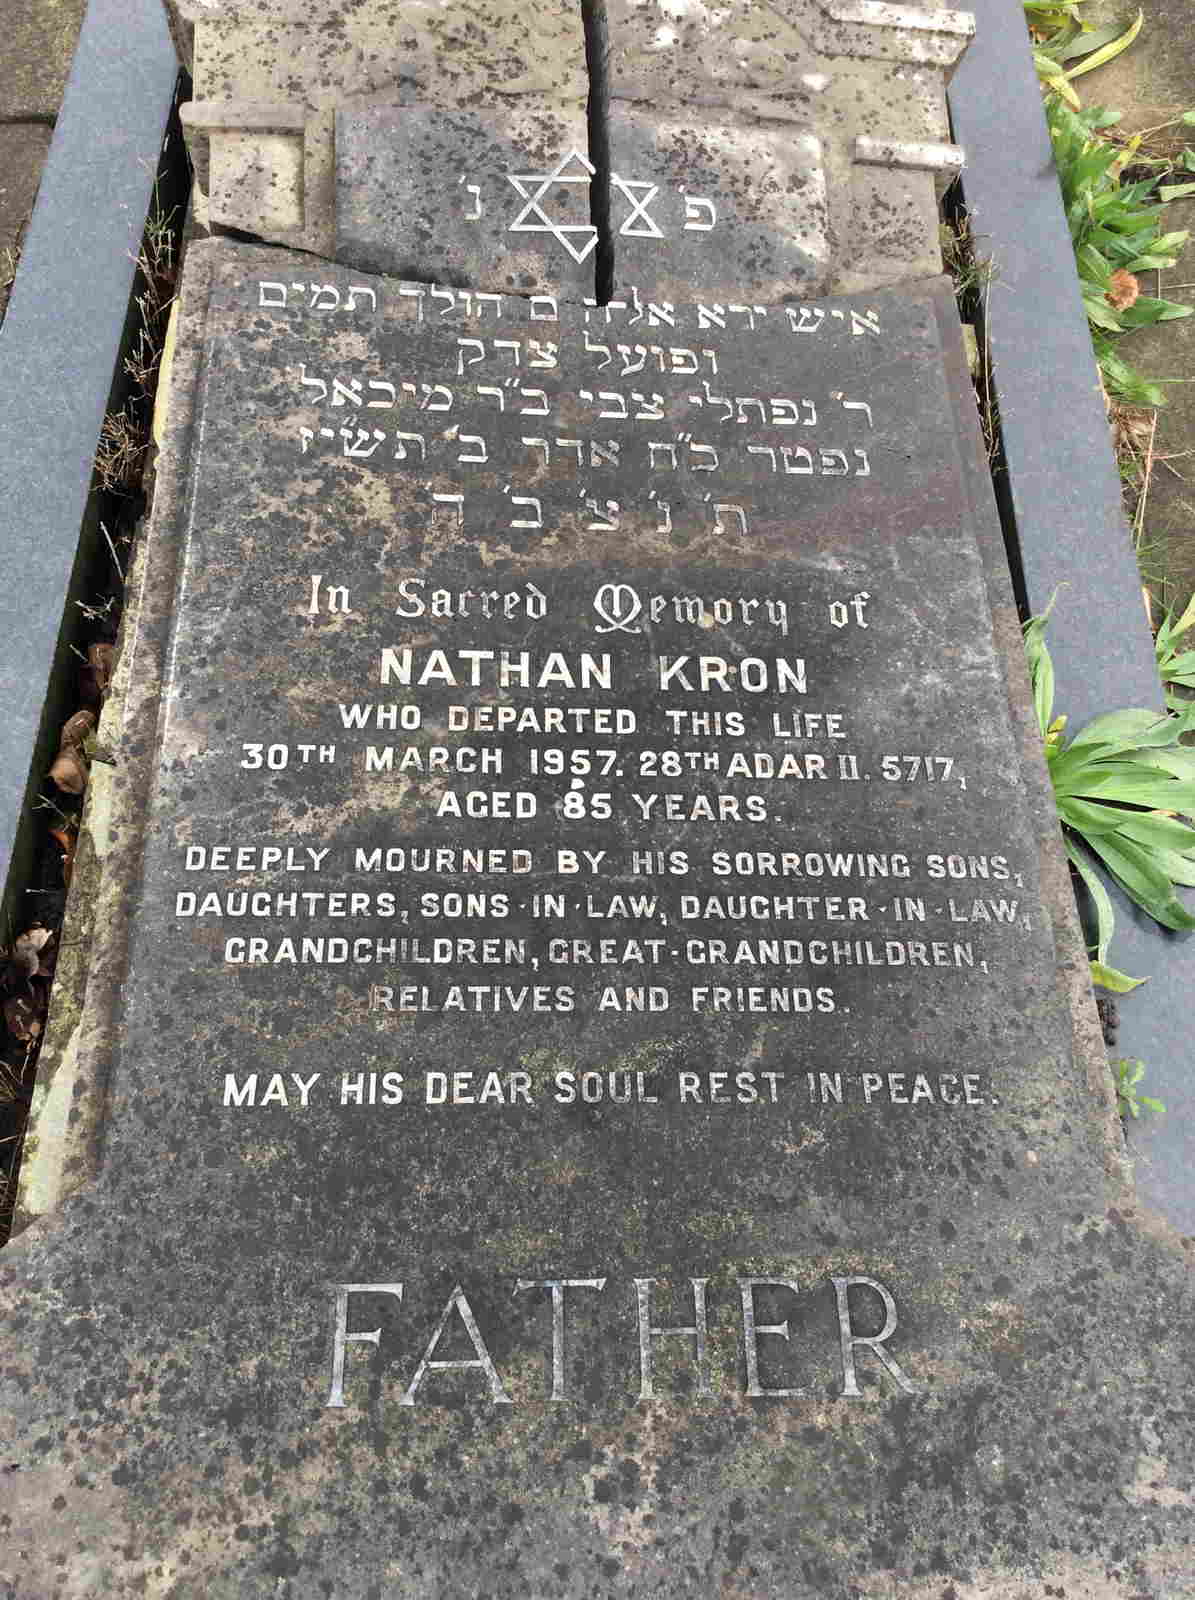 פ' נ'
איש ירא אלהים הולך תמים
ופועל צדק
ר' נפתלי צבי ב"ר מיכאל
נפטר כ"ח אדר ב' תשי"ז
ת' נ' צ' ב' ה'
In Sacred Memory of
NATHAN KRON
WHO DEPARTED THIS LIFE
30TH MARCH 1957. 28TH ADAR II. 5717,
AGED 85 YEARS.
DEEPLY MOURNED BY HIS SORROWING SONS,
DAUGHTERS, SONS-IN-LAW, DAUGHTER-IN-LAW,
GRANDCHILDREN, GREAT-GRANDCHILDREN,
RELATIVES AND FRIENDS.
MAY HIS DEAR SOUL REST IN PEACE.
FATHER